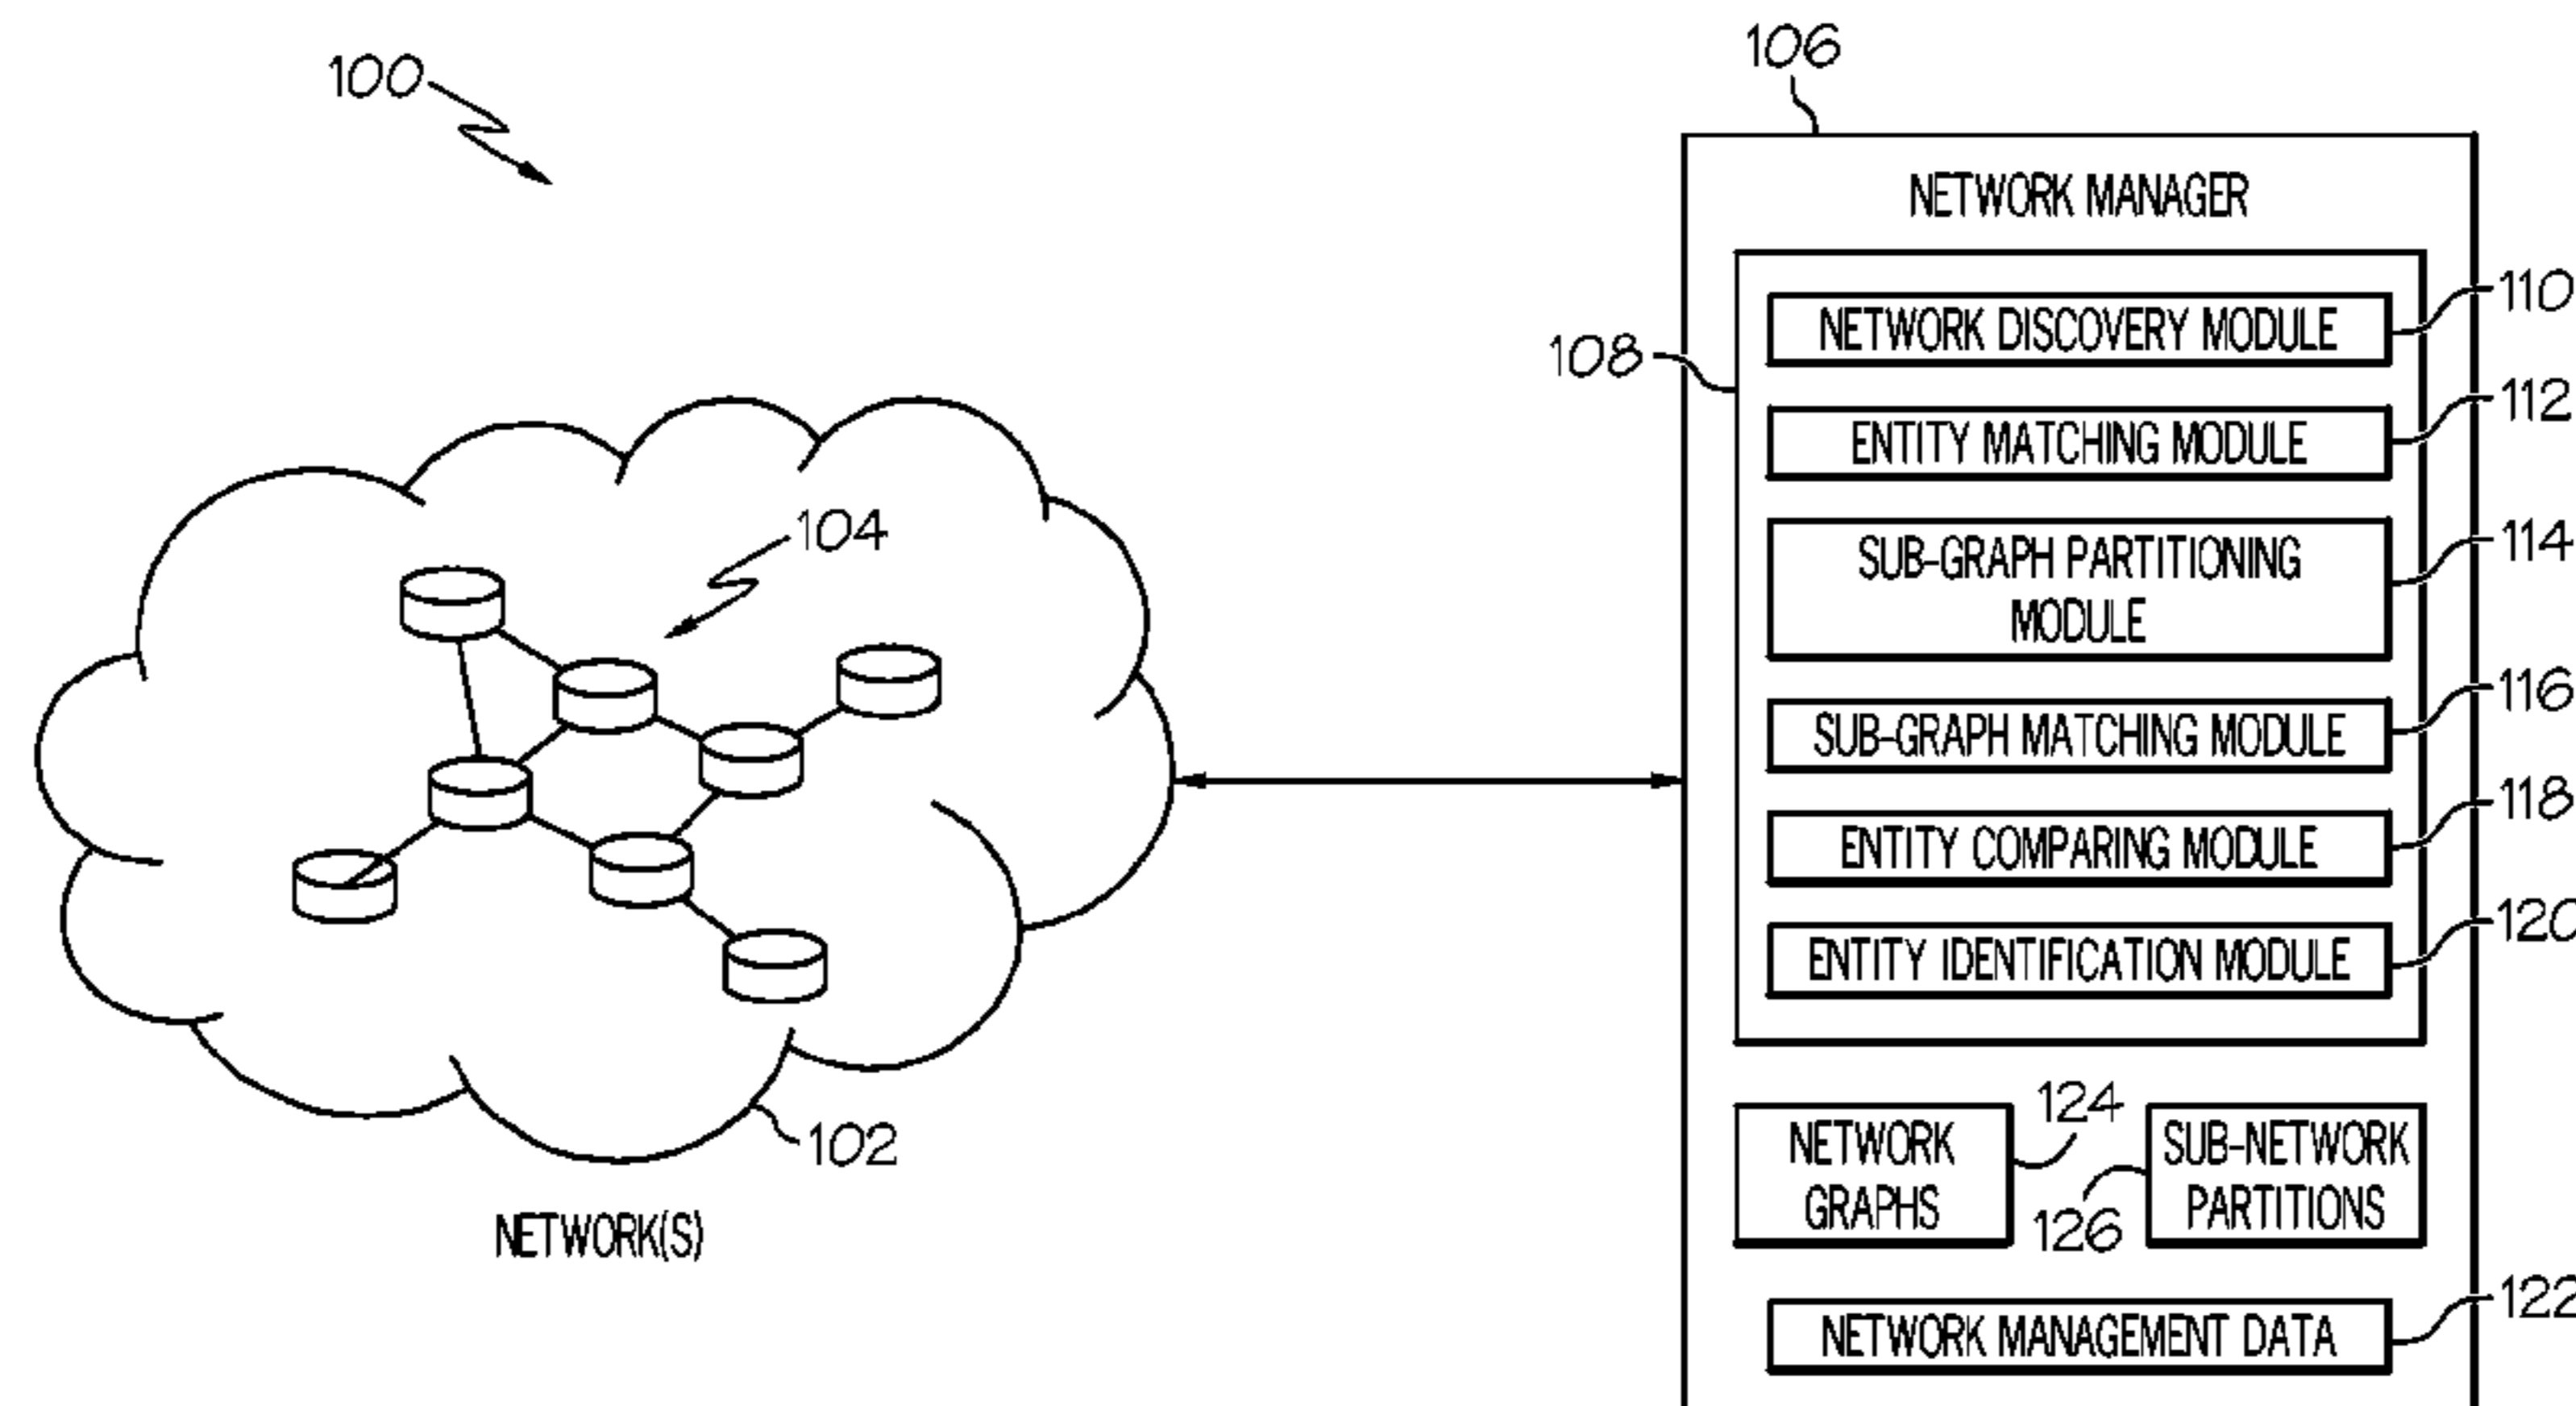 100
106
NETWORK MANAGER
110
NETWORK DISCOVERY MODULE
108
112
ENTITY MATCHING MODULE
104
114
SUB-GRAPH PARTITIONING
MODULE
116
SUB-GRAPH MATCHING MODULE
118
ENTITY COMPARING MODULE
120
ENTITY IDENTIFICATION MODULE
102
NETWORK(S)
124
NETWORK
GRAPHS
126
SUB-NETWORK
PARTITIONS
122
NETWORK MANAGEMENT DATA